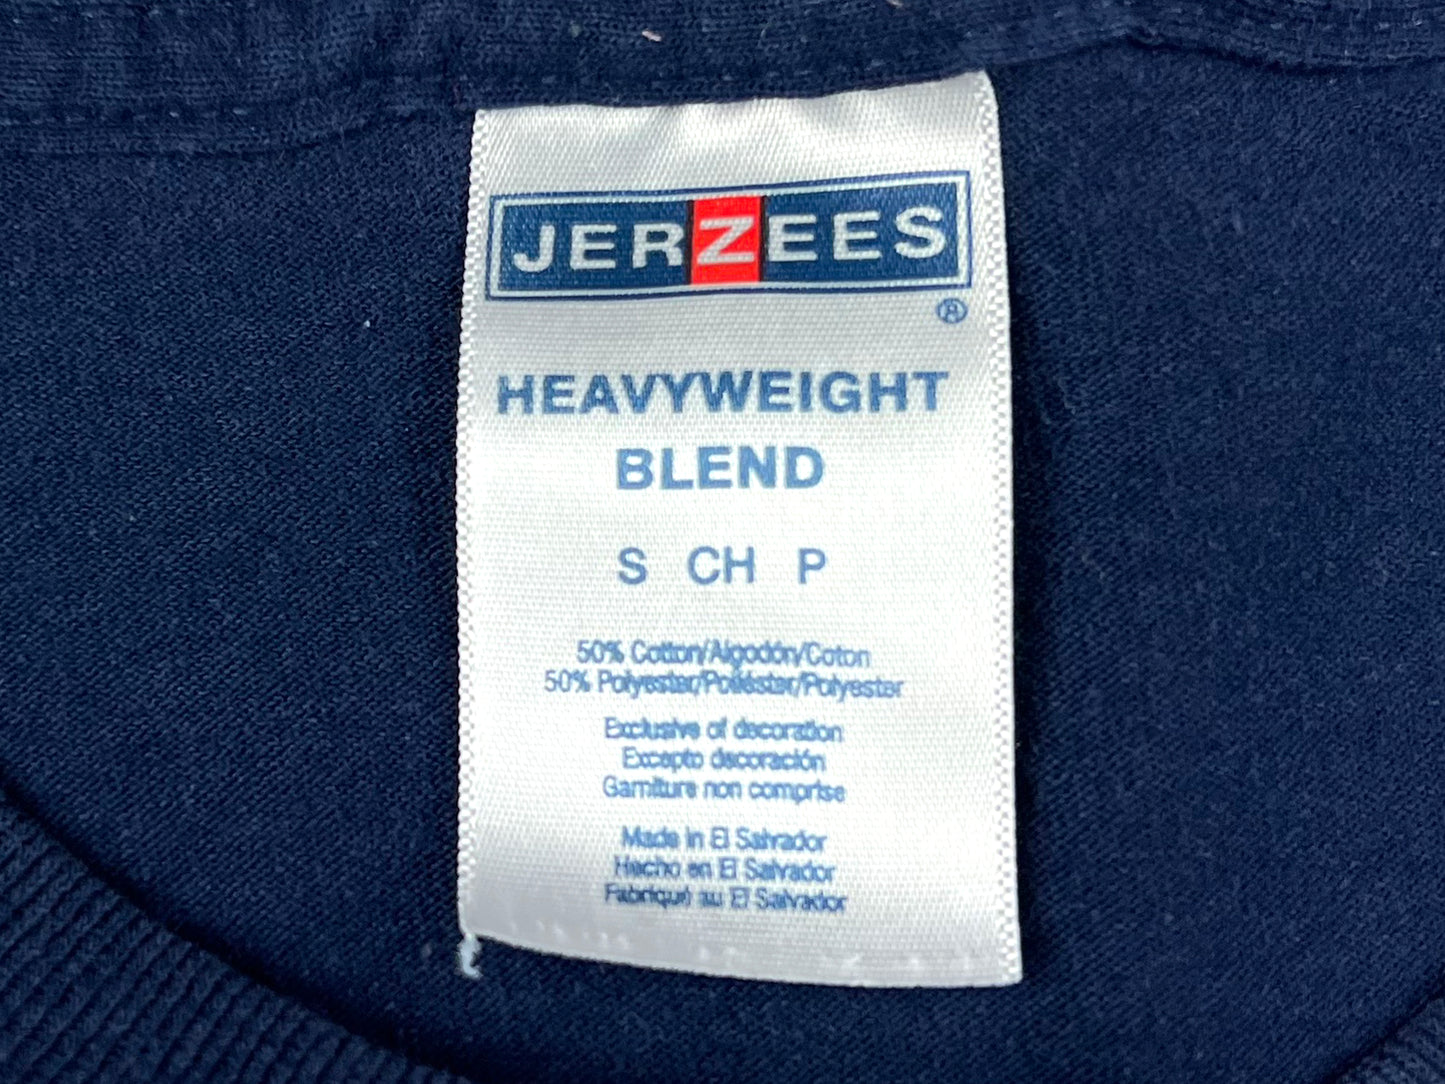 JERZEES
®
HEAVYWEIGHT
BLEND
S CH P
50% Cotton/Algodón/Coton
50% Polyester/Poliéster/Polyester
Exclusive of decoration
Excepto decoración
Garniture non comprise
Made in El Salvador
Hecho en El Salvador
Fabriqué au El Salvador